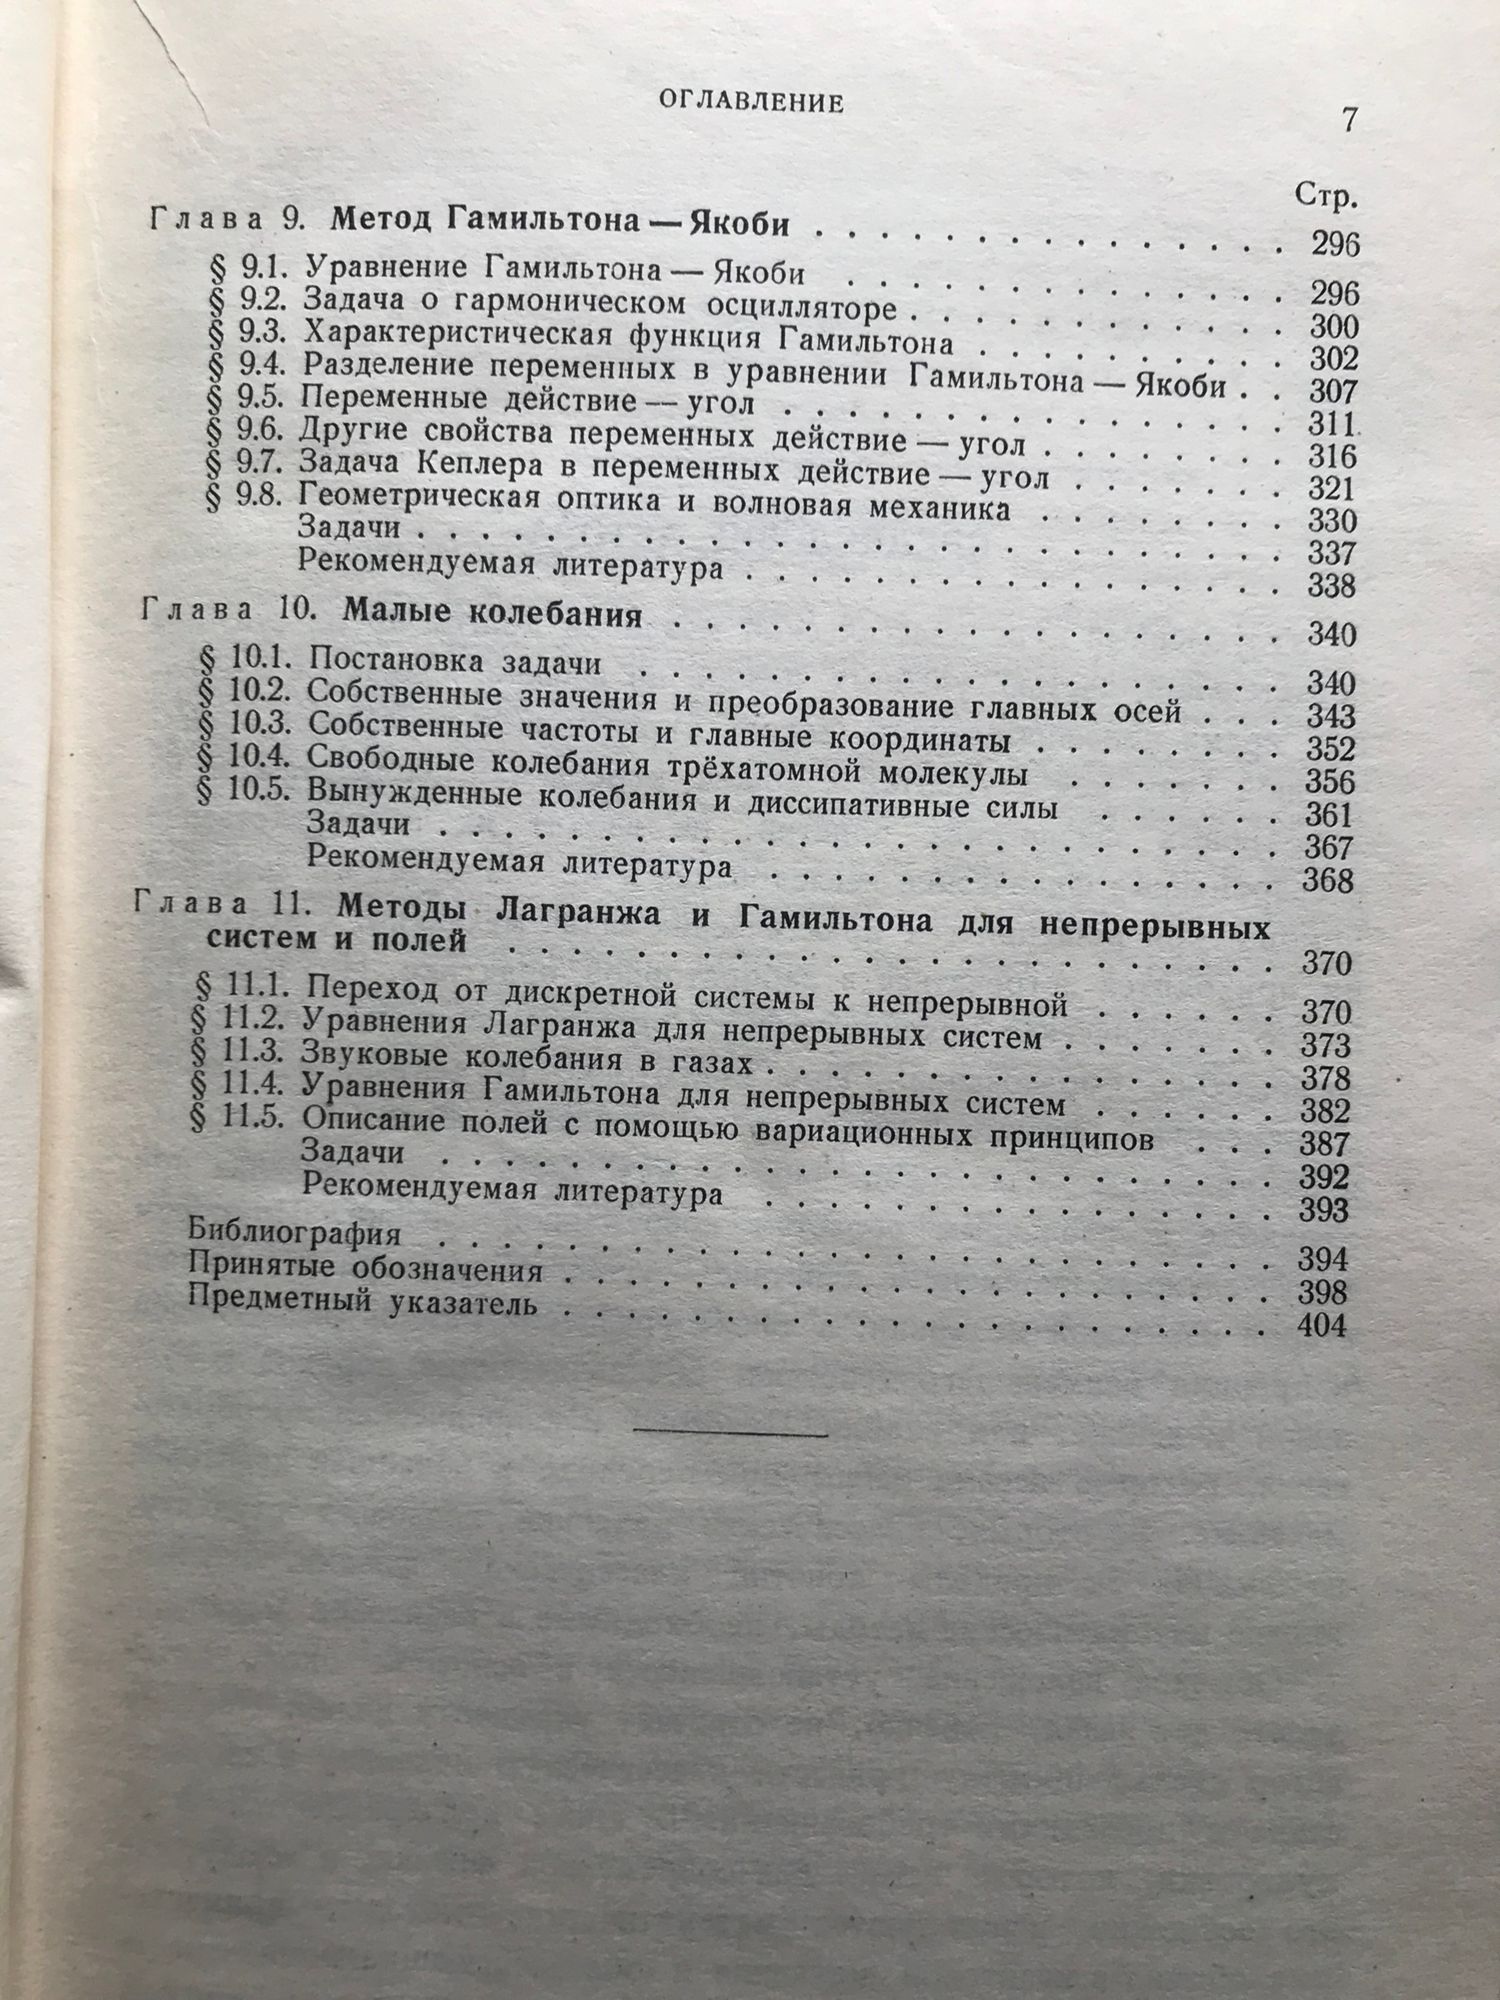 ОГЛАВЛЕНИЕ 7
Стр.
Глава 9. Метод Гамильтона — Якоби . . . . . . . . . . . . . . . 296
§ 9.1. Уравнение Гамильтона — Якоби . . . . . . . . . . . . . . 296
§ 9.2. Задача о гармоническом осцилляторе . . . . . . . . . . . . 300
§ 9.3. Характеристическая функция Гамильтона . . . . . . . . . . 302
§ 9.4. Разделение переменных в уравнении Гамильтона — Якоби . . 307
§ 9.5. Переменные действие — угол . . . . . . . . . . . . . . . . 311
§ 9.6. Другие свойства переменных действие — угол . . . . . . . . 316
§ 9.7. Задача Кеплера в переменных действие — угол . . . . . . . 321
§ 9.8. Геометрическая оптика и волновая механика . . . . . . . . 330
Задачи . . . . . . . . . . . . . . . . . . . . . . . . . . . 337
Рекомендуемая литература . . . . . . . . . . . . . . . . . 338
Глава 10. Малые колебания . . . . . . . . . . . . . . . . . . . 340
§ 10.1. Постановка задачи . . . . . . . . . . . . . . . . . . . . 340
§ 10.2. Собственные значения и преобразование главных осей . . . 343
§ 10.3. Собственные частоты и главные координаты . . . . . . . . 352
§ 10.4. Свободные колебания трёхатомной молекулы . . . . . . . 356
§ 10.5. Вынужденные колебания и диссипативные силы . . . . . . 361
Задачи . . . . . . . . . . . . . . . . . . . . . . . . . . . 367
Рекомендуемая литература . . . . . . . . . . . . . . . . 368
Глава 11. Методы Лагранжа и Гамильтона для непрерывных
систем и полей . . . . . . . . . . . . . . . . . . . . . . . . 370
§ 11.1. Переход от дискретной системы к непрерывной . . . . . . 370
§ 11.2. Уравнения Лагранжа для непрерывных систем . . . . . . . 373
§ 11.3. Звуковые колебания в газах . . . . . . . . . . . . . . . . 378
§ 11.4. Уравнения Гамильтона для непрерывных систем . . . . . . 382
§ 11.5. Описание полей с помощью вариационных принципов . . . 387
Задачи . . . . . . . . . . . . . . . . . . . . . . . . . . 392
Рекомендуемая литература . . . . . . . . . . . . . . . . 393
Библиография . . . . . . . . . . . . . . . . . . . . . . . . . . 394
Принятые обозначения . . . . . . . . . . . . . . . . . . . . . . 398
Предметный указатель . . . . . . . . . . . . . . . . . . . . . . 404